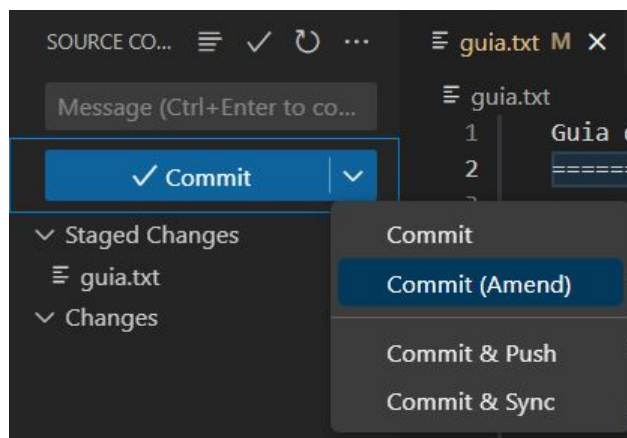 SOURCE CO...
Message (Ctrl+Enter to co...
Commit
Staged Changes
guia.txt
Changes
guia.txt M
guia.txt
1 Guia
2 ======
Commit
Commit (Amend)
Commit & Push
Commit & Sync